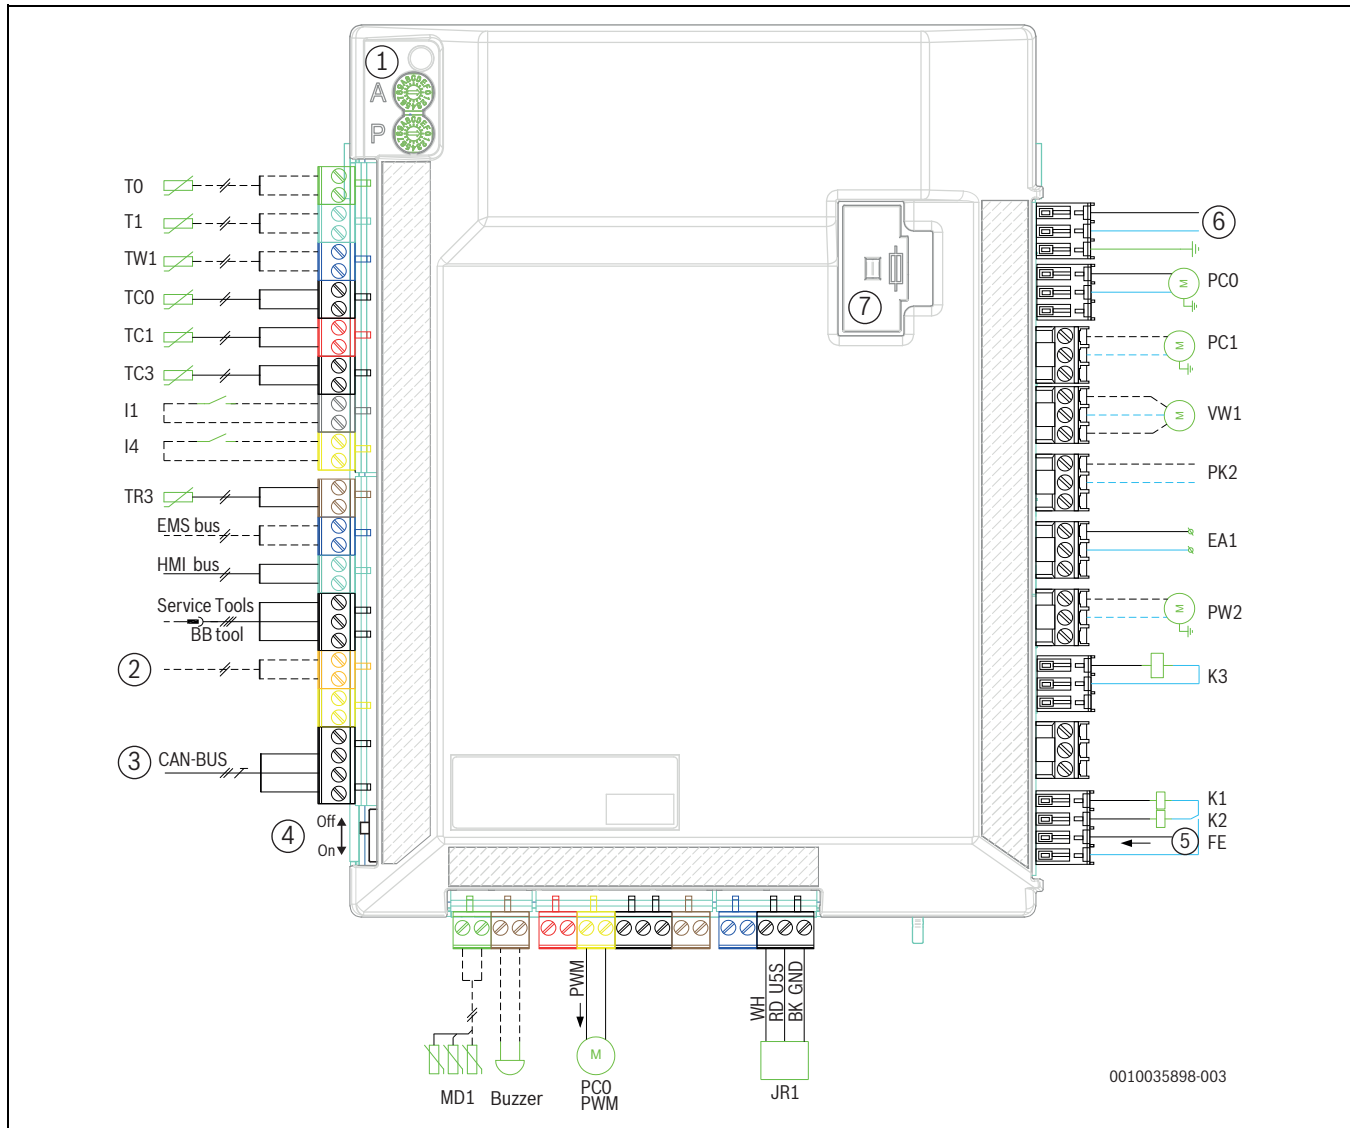 1
A
P
T0
T1
TW1
TC0
TC1
TC3
I1
I4
TR3
EMS bus
HMI bus
Service Tools
BB tool
2
3 CAN-BUS
4 Off
On
6
PC0
PC1
VW1
PK2
EA1
PW2
K3
K1
K2
5 FE
7
PWM
WH
RD U5S
BK GND
M
M
M
M
M
MD1
Buzzer
PC0
PWM
JR1
0010035898-003